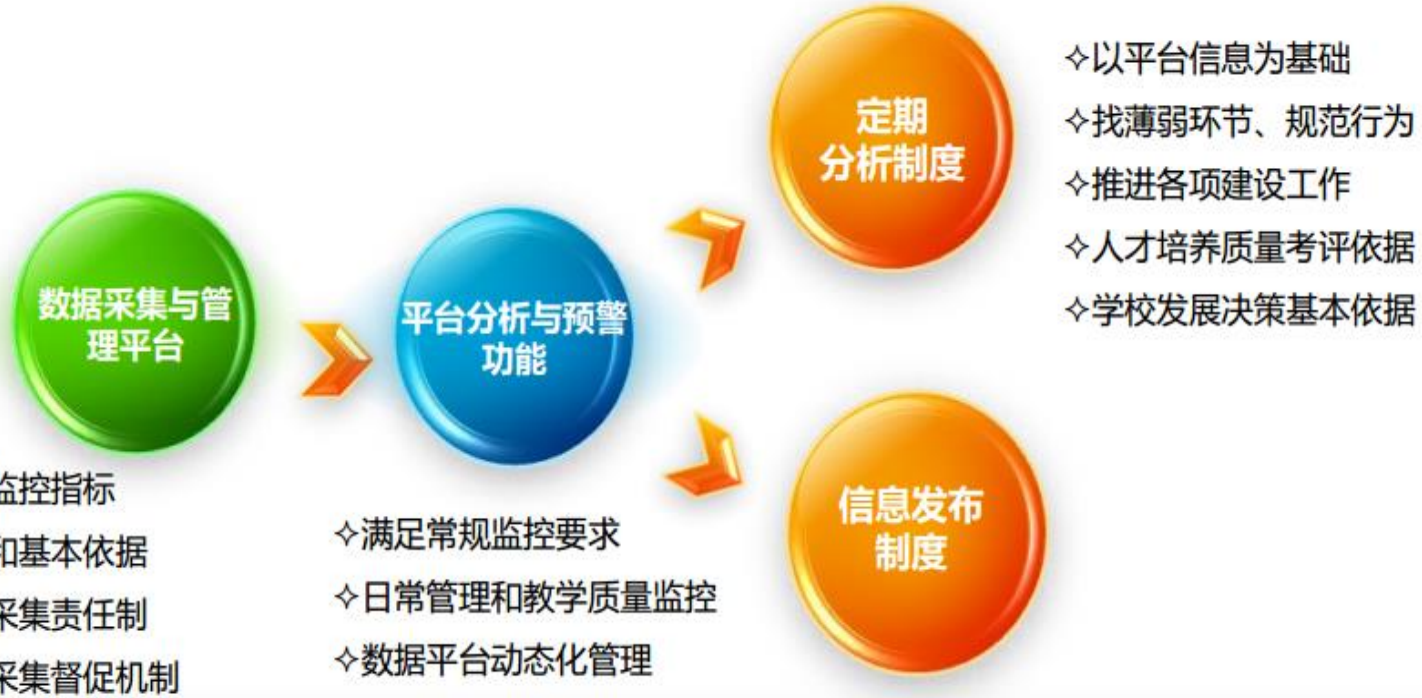 定期
分析制度
✧以平台信息为基础
✧找薄弱环节、规范行为
✧推进各项建设工作
✧人才培养质量考评依据
✧学校发展决策基本依据
数据采集与管
理平台
平台分析与预警
功能
监控指标
和基本依据
采集责任制
采集督促机制
✧满足常规监控要求
✧日常管理和教学质量监控
✧数据平台动态化管理
信息发布
制度